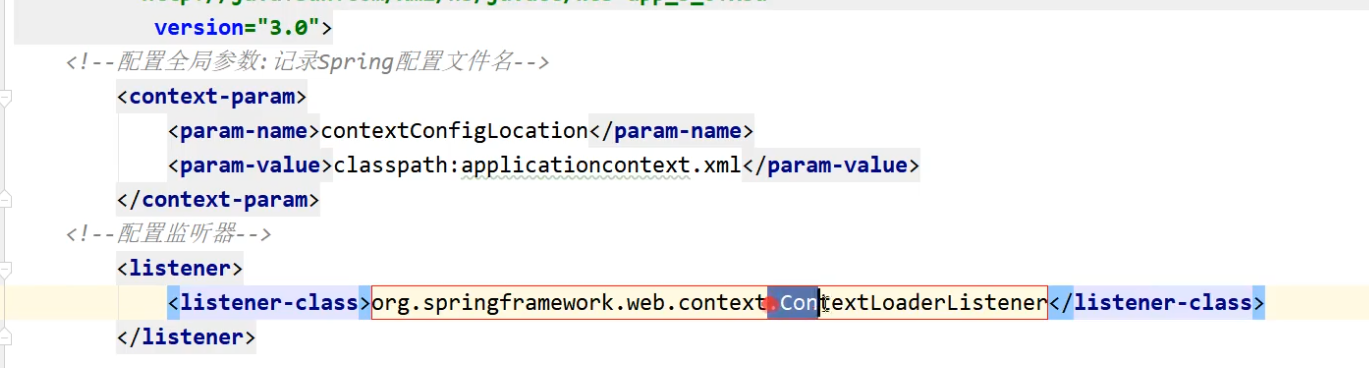 version="3.0">
<!--配置全局参数:记录Spring配置文件名-->
<context-param>
<param-name>contextConfigLocation</param-name>
<param-value>classpath:applicationcontext.xml</param-value>
</context-param>
<!--配置监听器-->
<listener>
<listener-class>org.springframework.web.context.ContextLoaderListener</listener-class>
</listener>